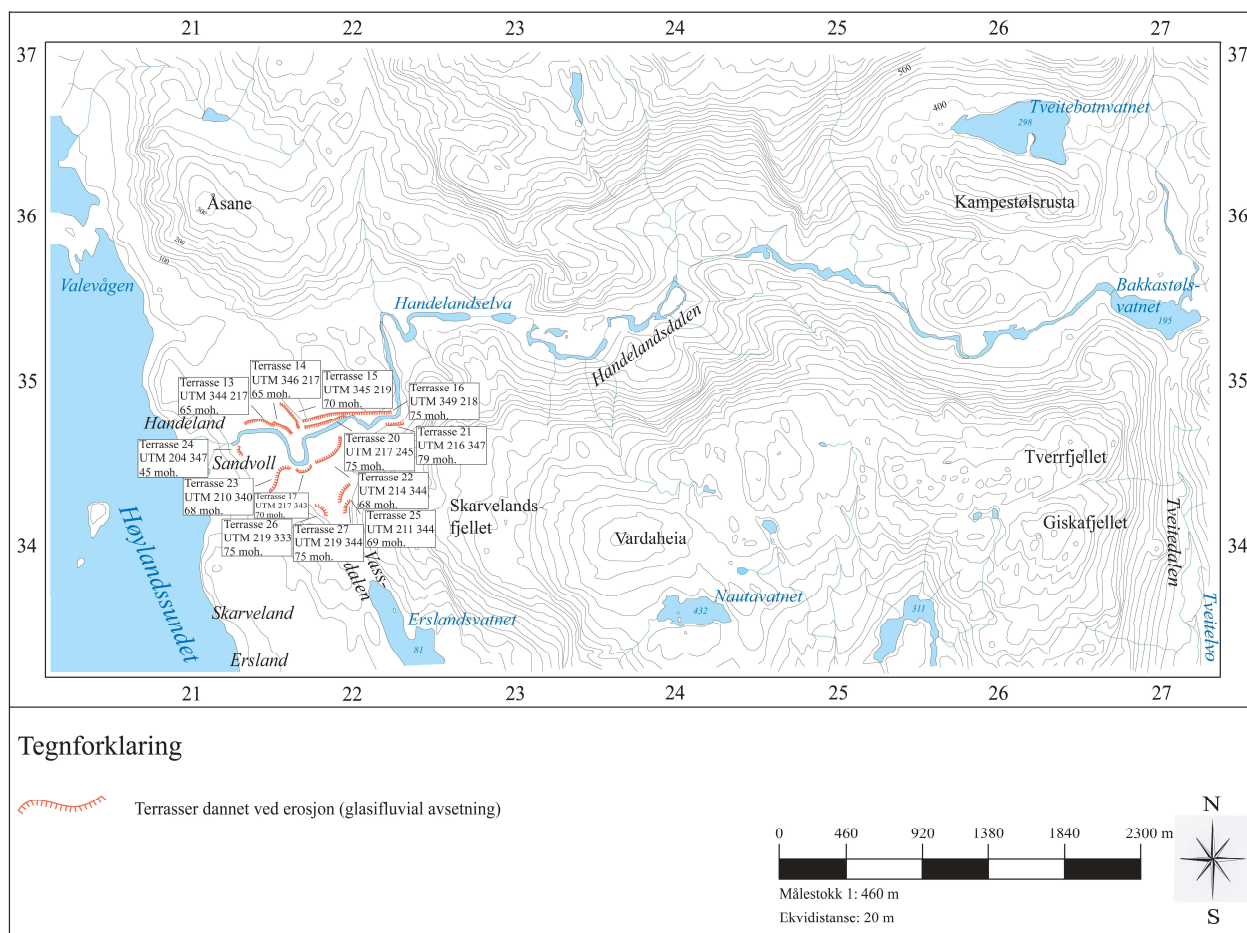 21 22 23 24 25 26 27
37 37
500
400
Tveitebotnvatnet
298
Åsane
300
Kampestølsrusta
36 36
200
100
Valevågen
Handelandselva
Bakkastøls-
vatnet
195
Handelandsdalen
35 35
Terrasse 14
UTM 346 217
65 moh.
Terrasse 13
UTM 344 217
65 moh.
Terrasse 15
UTM 345 219
70 moh.
Terrasse 16
UTM 349 218
75 moh.
Handeland
Terrasse 24
UTM 204 347
45 moh.
Sandvoll
Terrasse 20
UTM 217 245
75 moh.
Terrasse 21
UTM 216 347
79 moh.
Tverrfjellet
Terrasse 23
UTM 210 340
68 moh.
Terrasse 17
UTM 217 343
70 moh.
Terrasse 22
UTM 214 344
68 moh.
Skarvelands-
fjellet
Terrasse 26
UTM 219 333
75 moh.
Terrasse 27
UTM 219 344
75 moh.
Terrasse 25
UTM 211 344
69 moh.
Giskafjellet
Vardaheia
34 34
Høylandssundet
Vass-
dalen
Tveitedalen
Nautavatnet
432
311
Skarveland
Erslandsvatnet
81
Ersland
Tveitelvo
21 22 23 24 25 26 27
Tegnforklaring
Terrasser dannet ved erosjon (glasifluvial avsetning)
0 460 920 1380 1840 2300 m
Målestokk 1: 460 m
Ekvidistanse: 20 m
N
S